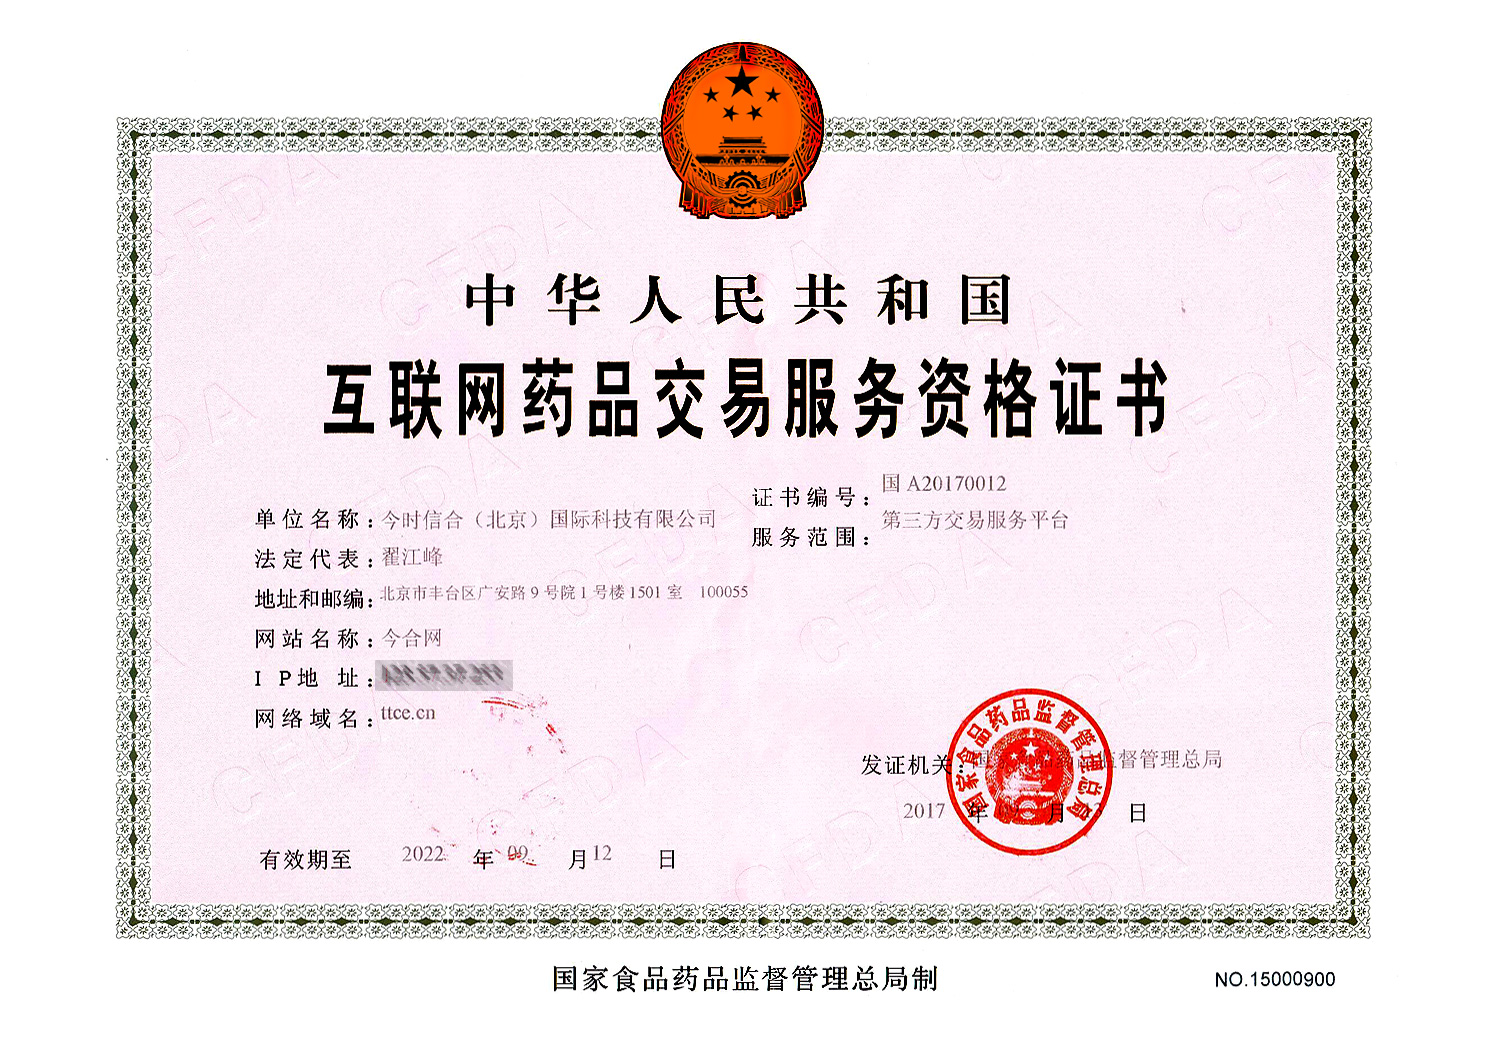 中华人民共和国
互联网药品交易服务资格证书
证书编号：国A20170012
单位名称：今时信合（北京）国际科技有限公司
服务范围：第三方交易服务平台
法定代表：翟江峰
地址和邮编：北京市丰台区广安路9号院1号楼1501室 100055
网站名称：今合网
IP地址：
网络域名：ttce.cn
发证机关：国家食品药品监督管理总局
国家食品药品监督管理总局
2017 年 月 日
有效期至 2022 年 09 月 12 日
国家食品药品监督管理总局制
NO.15000900
CFDA